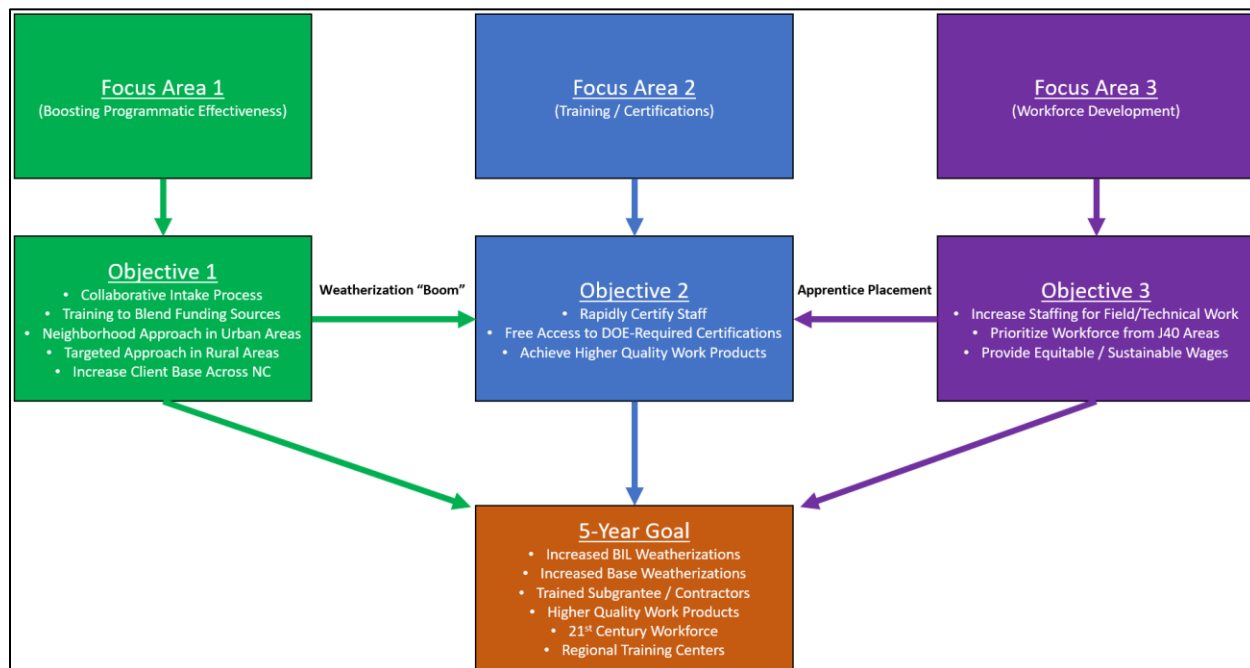 Focus Area 1
(Boosting Programmatic Effectiveness)
Focus Area 2
(Training / Certifications)
Focus Area 3
(Workforce Development)
Objective 1
• Collaborative Intake Process
• Training to Blend Funding Sources
• Neighborhood Approach in Urban Areas
• Targeted Approach in Rural Areas
• Increase Client Base Across NC
Weatherization “Boom”
Objective 2
• Rapidly Certify Staff
• Free Access to DOE-Required Certifications
• Achieve Higher Quality Work Products
Apprentice Placement
Objective 3
• Increase Staffing for Field/Technical Work
• Prioritize Workforce from J40 Areas
• Provide Equitable / Sustainable Wages
5-Year Goal
• Increased BIL Weatherizations
• Increased Base Weatherizations
• Trained Subgrantee / Contractors
• Higher Quality Work Products
• 21st Century Workforce
• Regional Training Centers